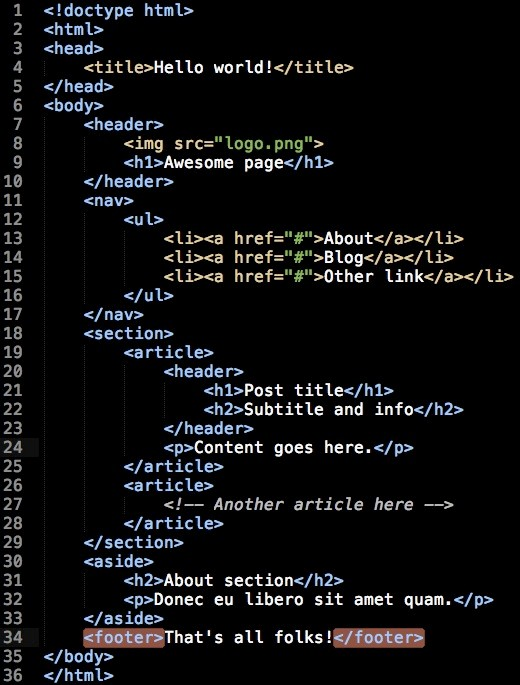 1 <!doctype html>
2 <html>
3 <head>
4     <title>Hello world!</title>
5 </head>
6 <body>
7     <header>
8         <img src="logo.png">
9         <h1>Awesome page</h1>
10     </header>
11     <nav>
12         <ul>
13             <li><a href="#">About</a></li>
14             <li><a href="#">Blog</a></li>
15             <li><a href="#">Other link</a></li>
16         </ul>
17     </nav>
18     <section>
19         <article>
20             <header>
21                 <h1>Post title</h1>
22                 <h2>Subtitle and info</h2>
23             </header>
24             <p>Content goes here.</p>
25         </article>
26         <article>
27             <!-- Another article here -->
28         </article>
29     </section>
30     <aside>
31         <h2>About section</h2>
32         <p>Donec eu libero sit amet quam.</p>
33     </aside>
34     <footer>That's all folks!</footer>
35 </body>
36 </html>